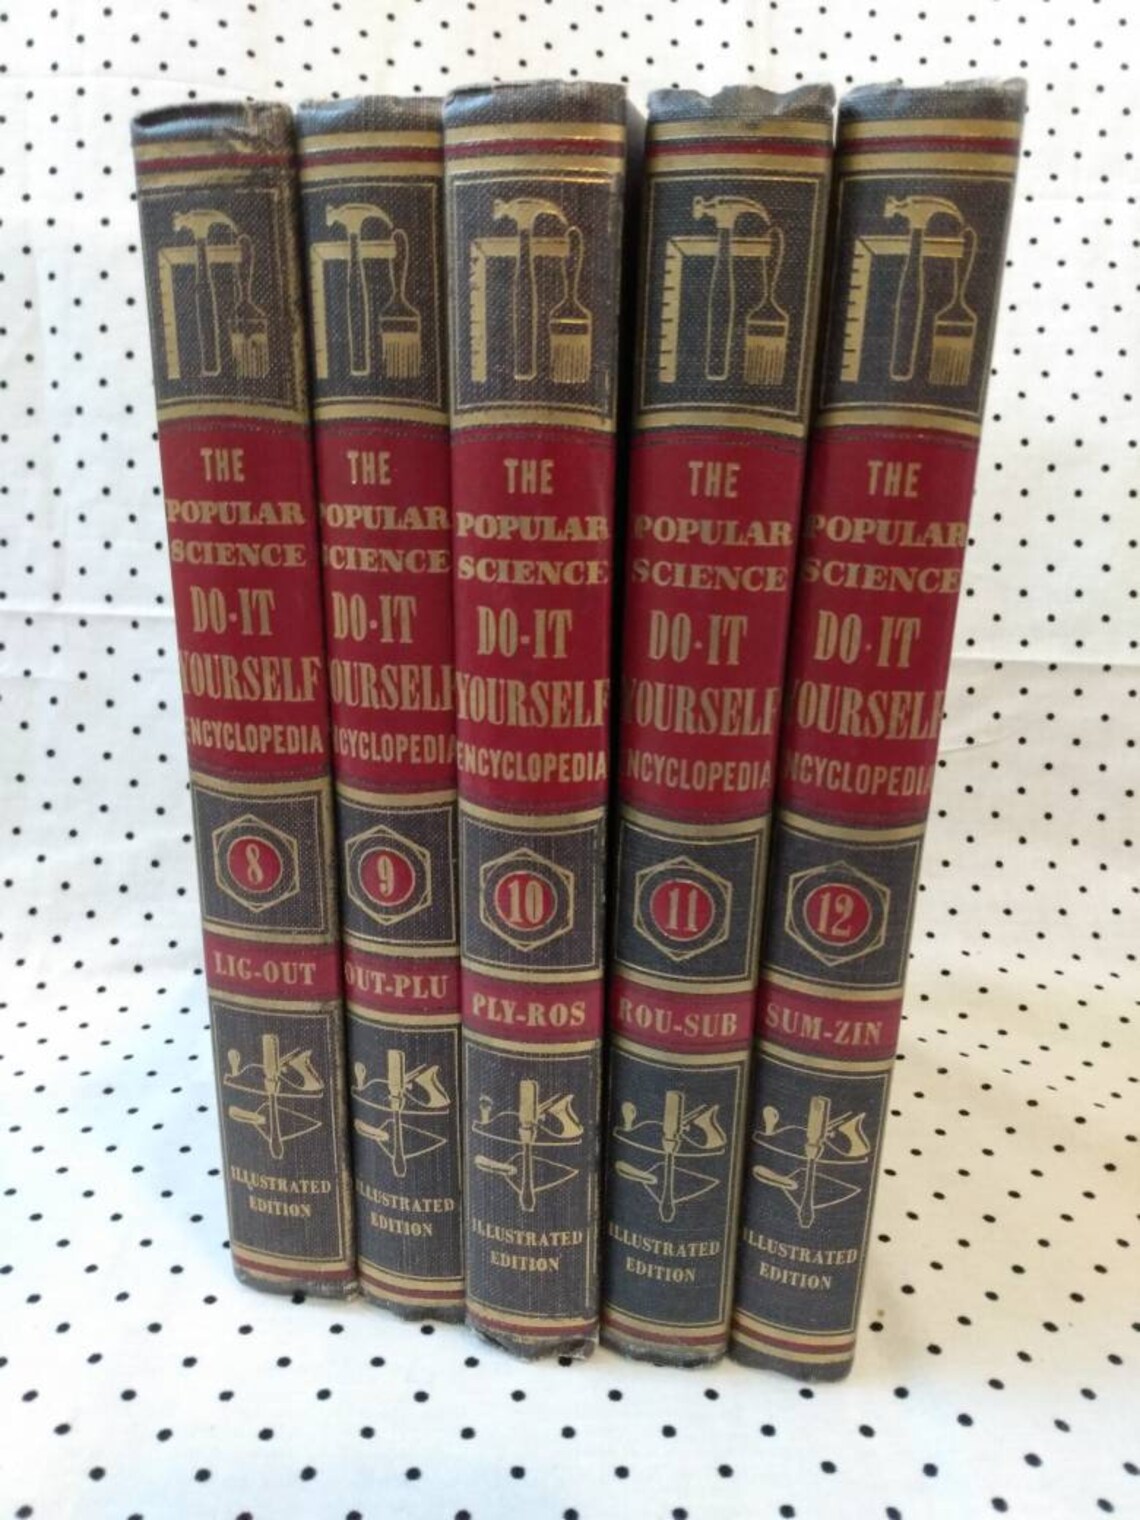 THE
POPULAR
SCIENCE
DO-IT
YOURSELF
ENCYCLOPEDIA
8
LIG-OUT
ILLUSTRATED
EDITION
THE
POPULAR
SCIENCE
DO-IT
YOURSELF
ENCYCLOPEDIA
9
OUT-PLU
ILLUSTRATED
EDITION
THE
POPULAR
SCIENCE
DO-IT
YOURSELF
ENCYCLOPEDIA
10
PLY-ROS
ILLUSTRATED
EDITION
THE
POPULAR
SCIENCE
DO-IT
YOURSELF
ENCYCLOPEDIA
11
ROU-SUB
ILLUSTRATED
EDITION
THE
POPULAR
SCIENCE
DO-IT
YOURSELF
ENCYCLOPEDIA
12
SUM-ZIN
ILLUSTRATED
EDITION